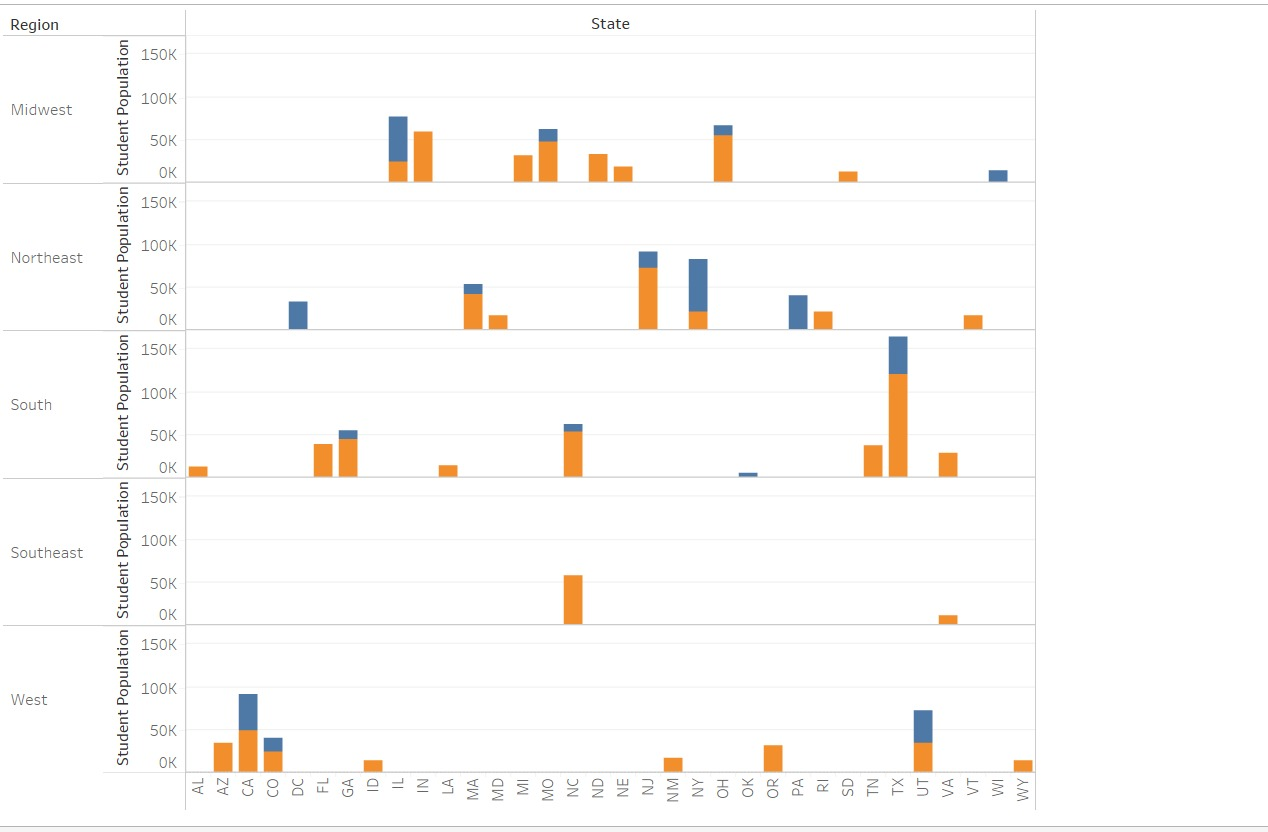 Region
State
Midwest
Student Population
150K
100K
50K
0K
Northeast
Student Population
150K
100K
50K
0K
South
Student Population
150K
100K
50K
0K
Southeast
Student Population
150K
100K
50K
0K
West
Student Population
150K
100K
50K
0K
AL AZ CA CO DC FL GA ID IL IN LA MA MD MI MO NC ND NE NJ NM NY OH OK OR PA RI SD TN TX UT VA VT WI WY